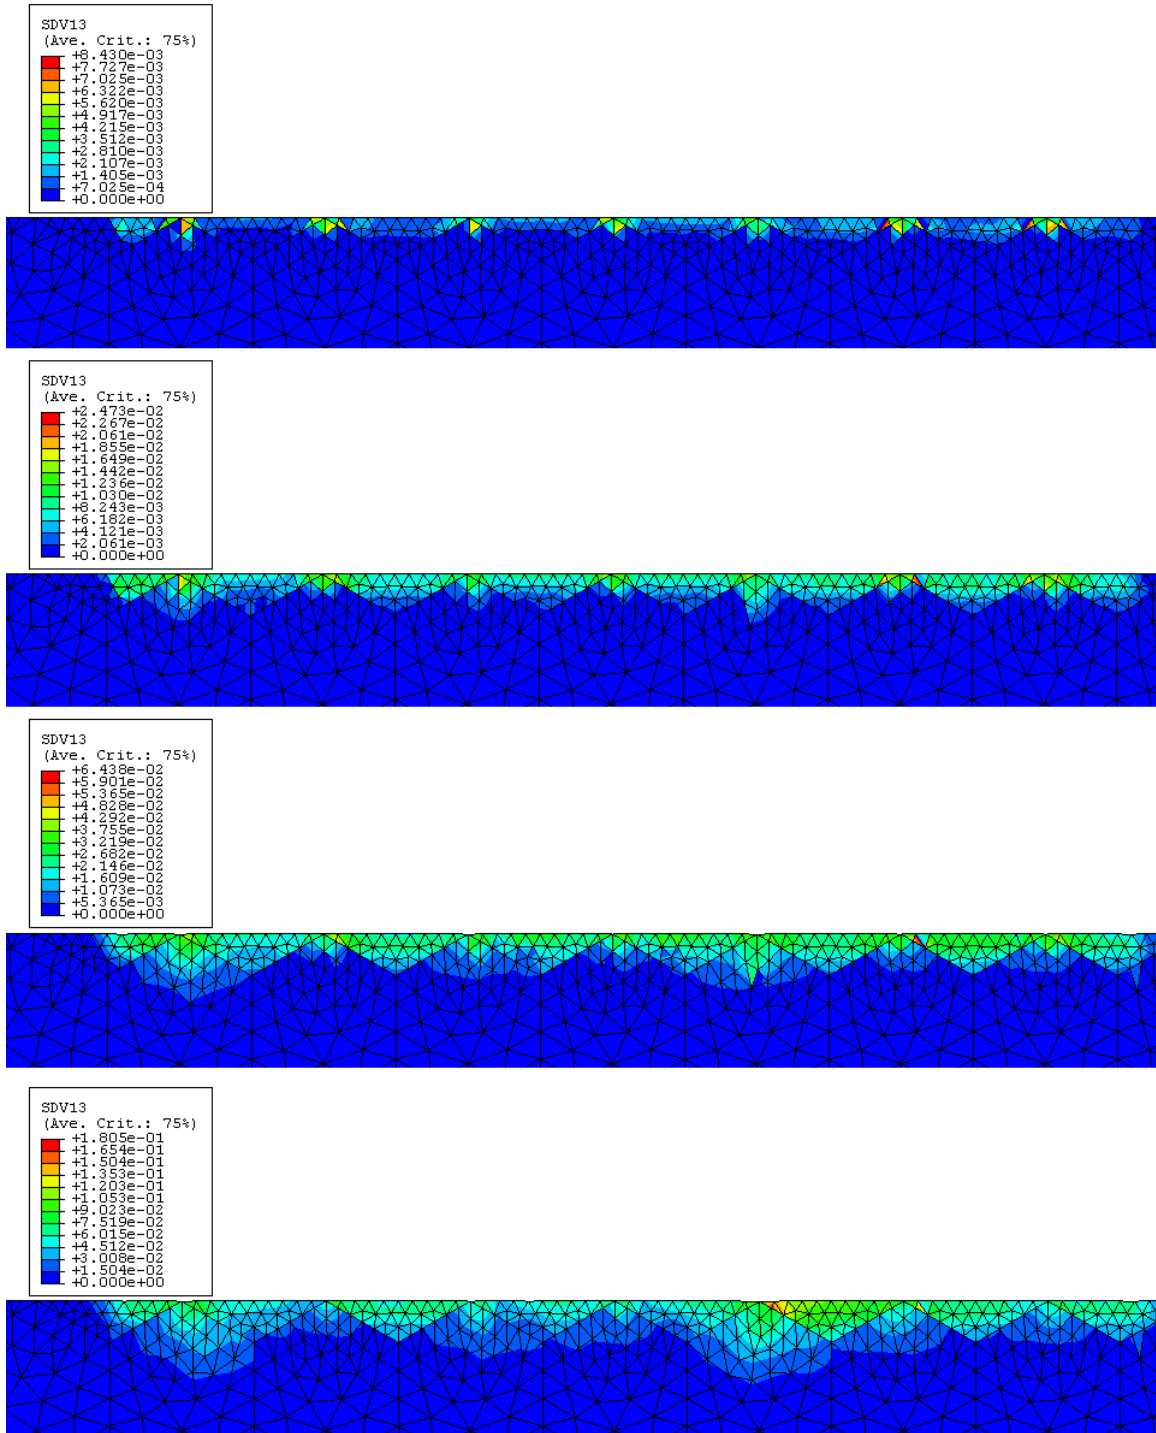 SDV13
(Ave. Crit.: 75%)
+8.430e-03
+7.727e-03
+7.025e-03
+6.322e-03
+5.620e-03
+4.917e-03
+4.215e-03
+3.512e-03
+2.810e-03
+2.107e-03
+1.405e-03
+7.025e-04
+0.000e+00
SDV13
(Ave. Crit.: 75%)
+2.473e-02
+2.267e-02
+2.061e-02
+1.855e-02
+1.649e-02
+1.442e-02
+1.236e-02
+1.030e-02
+8.243e-03
+6.182e-03
+4.121e-03
+2.061e-03
+0.000e+00
SDV13
(Ave. Crit.: 75%)
+6.438e-02
+5.901e-02
+5.365e-02
+4.828e-02
+4.292e-02
+3.755e-02
+3.219e-02
+2.682e-02
+2.146e-02
+1.609e-02
+1.073e-02
+5.365e-03
+0.000e+00
SDV13
(Ave. Crit.: 75%)
+1.805e-01
+1.654e-01
+1.504e-01
+1.353e-01
+1.203e-01
+1.053e-01
+9.023e-02
+7.519e-02
+6.015e-02
+4.512e-02
+3.008e-02
+1.504e-02
+0.000e+00